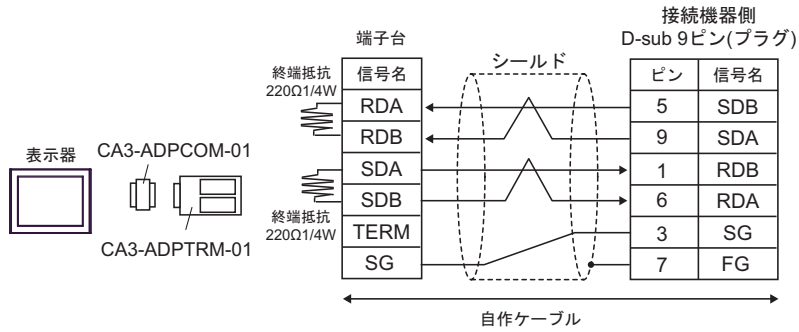 表示器
CA3-ADPCOM-01
CA3-ADPTRM-01
端子台
終端抵抗
220Ω1/4W
終端抵抗
220Ω1/4W
信号名
RDA
RDB
SDA
SDB
TERM
SG
シールド
接続機器側
D-sub 9ピン(プラグ)
ピン 信号名
5 SDB
9 SDA
1 RDB
6 RDA
3 SG
7 FG
自作ケーブル